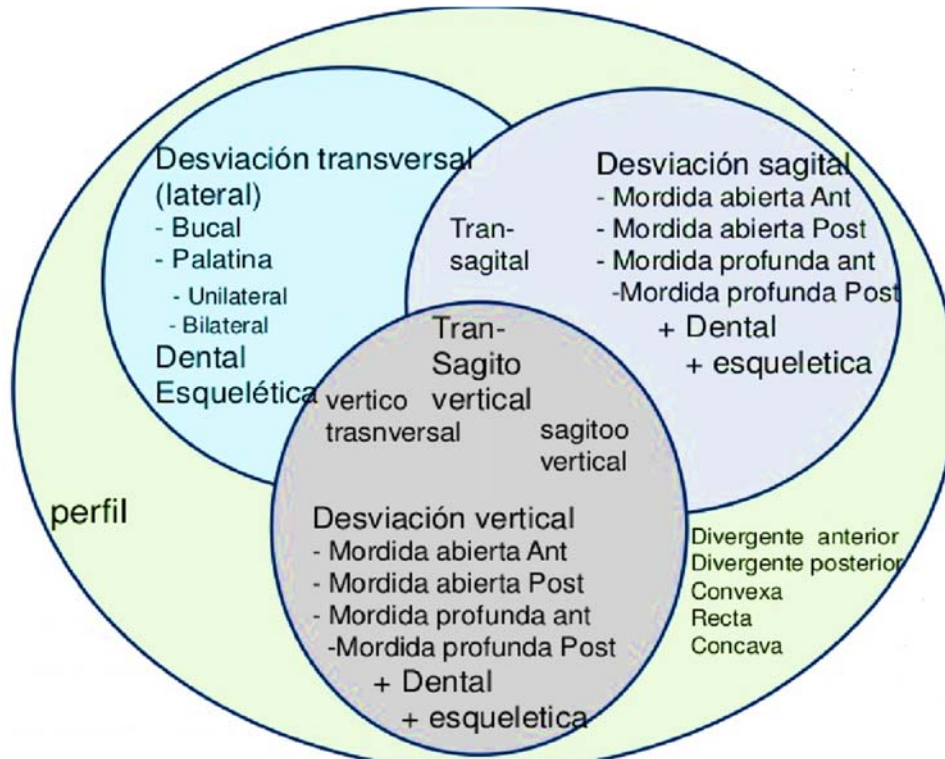 Desviación transversal
(lateral)
- Bucal
- Palatina
- Unilateral
- Bilateral
Dental
Esquelética
Tran-
sagital
Desviación sagital
- Mordida abierta Ant
- Mordida abierta Post
- Mordida profunda ant
-Mordida profunda Post
+ Dental
+ esqueletica
Tran-
Sagito
vertical
vertico
trasnversal
sagitoo
vertical
perfil
Desviación vertical
- Mordida abierta Ant
- Mordida abierta Post
- Mordida profunda ant
-Mordida profunda Post
+ Dental
+ esqueletica
Divergente anterior
Divergente posterior
Convexa
Recta
Concava